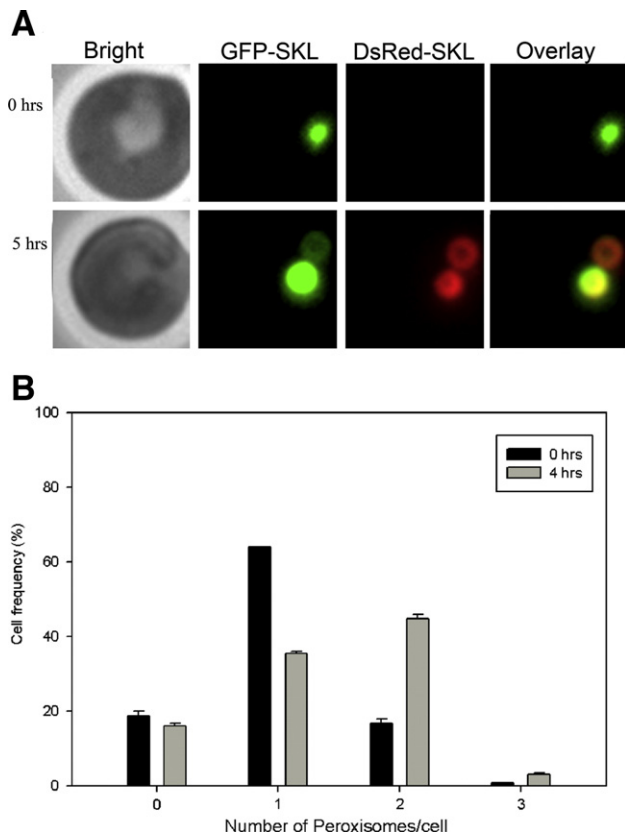 A
Bright GFP-SKL DsRed-SKL Overlay
0 hrs
5 hrs
B
100
80
60
40
20
0
Cell frequency (%)
0 hrs
4 hrs
0 1 2 3
Number of Peroxisomes/cell